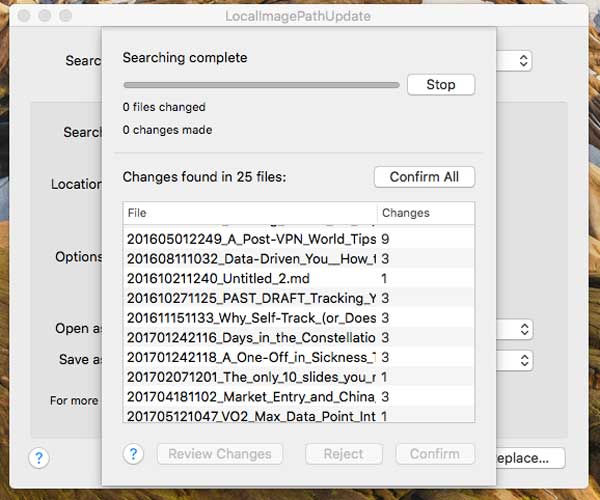 LocalImagePathUpdate
Searching complete
Searc
Stop
0 files changed
0 changes made
Search
Changes found in 25 files:
Confirm All
Location
File Changes
201605012249_A_Post-VPN_World_Tips 9
201608111032_Data-Driven_You__How_t 3
Options
201610211240_Untitled_2.md 1
201610271125_PAST_DRAFT_Tracking_Y 3
201611151133_Why_Self-Track_(or_Does 3
Open as
201701242116_Days_in_the_Constellatio 3
201701242118_A_One-Off_in_Sickness_T 3
Save as
201702071201_The_only_10_slides_you_r 1
201704181102_Market_Entry_and_China, 3
For more
201705121047_VO2_Max_Data_Point_Int 1
?
? Review Changes Reject Confirm
eplace...